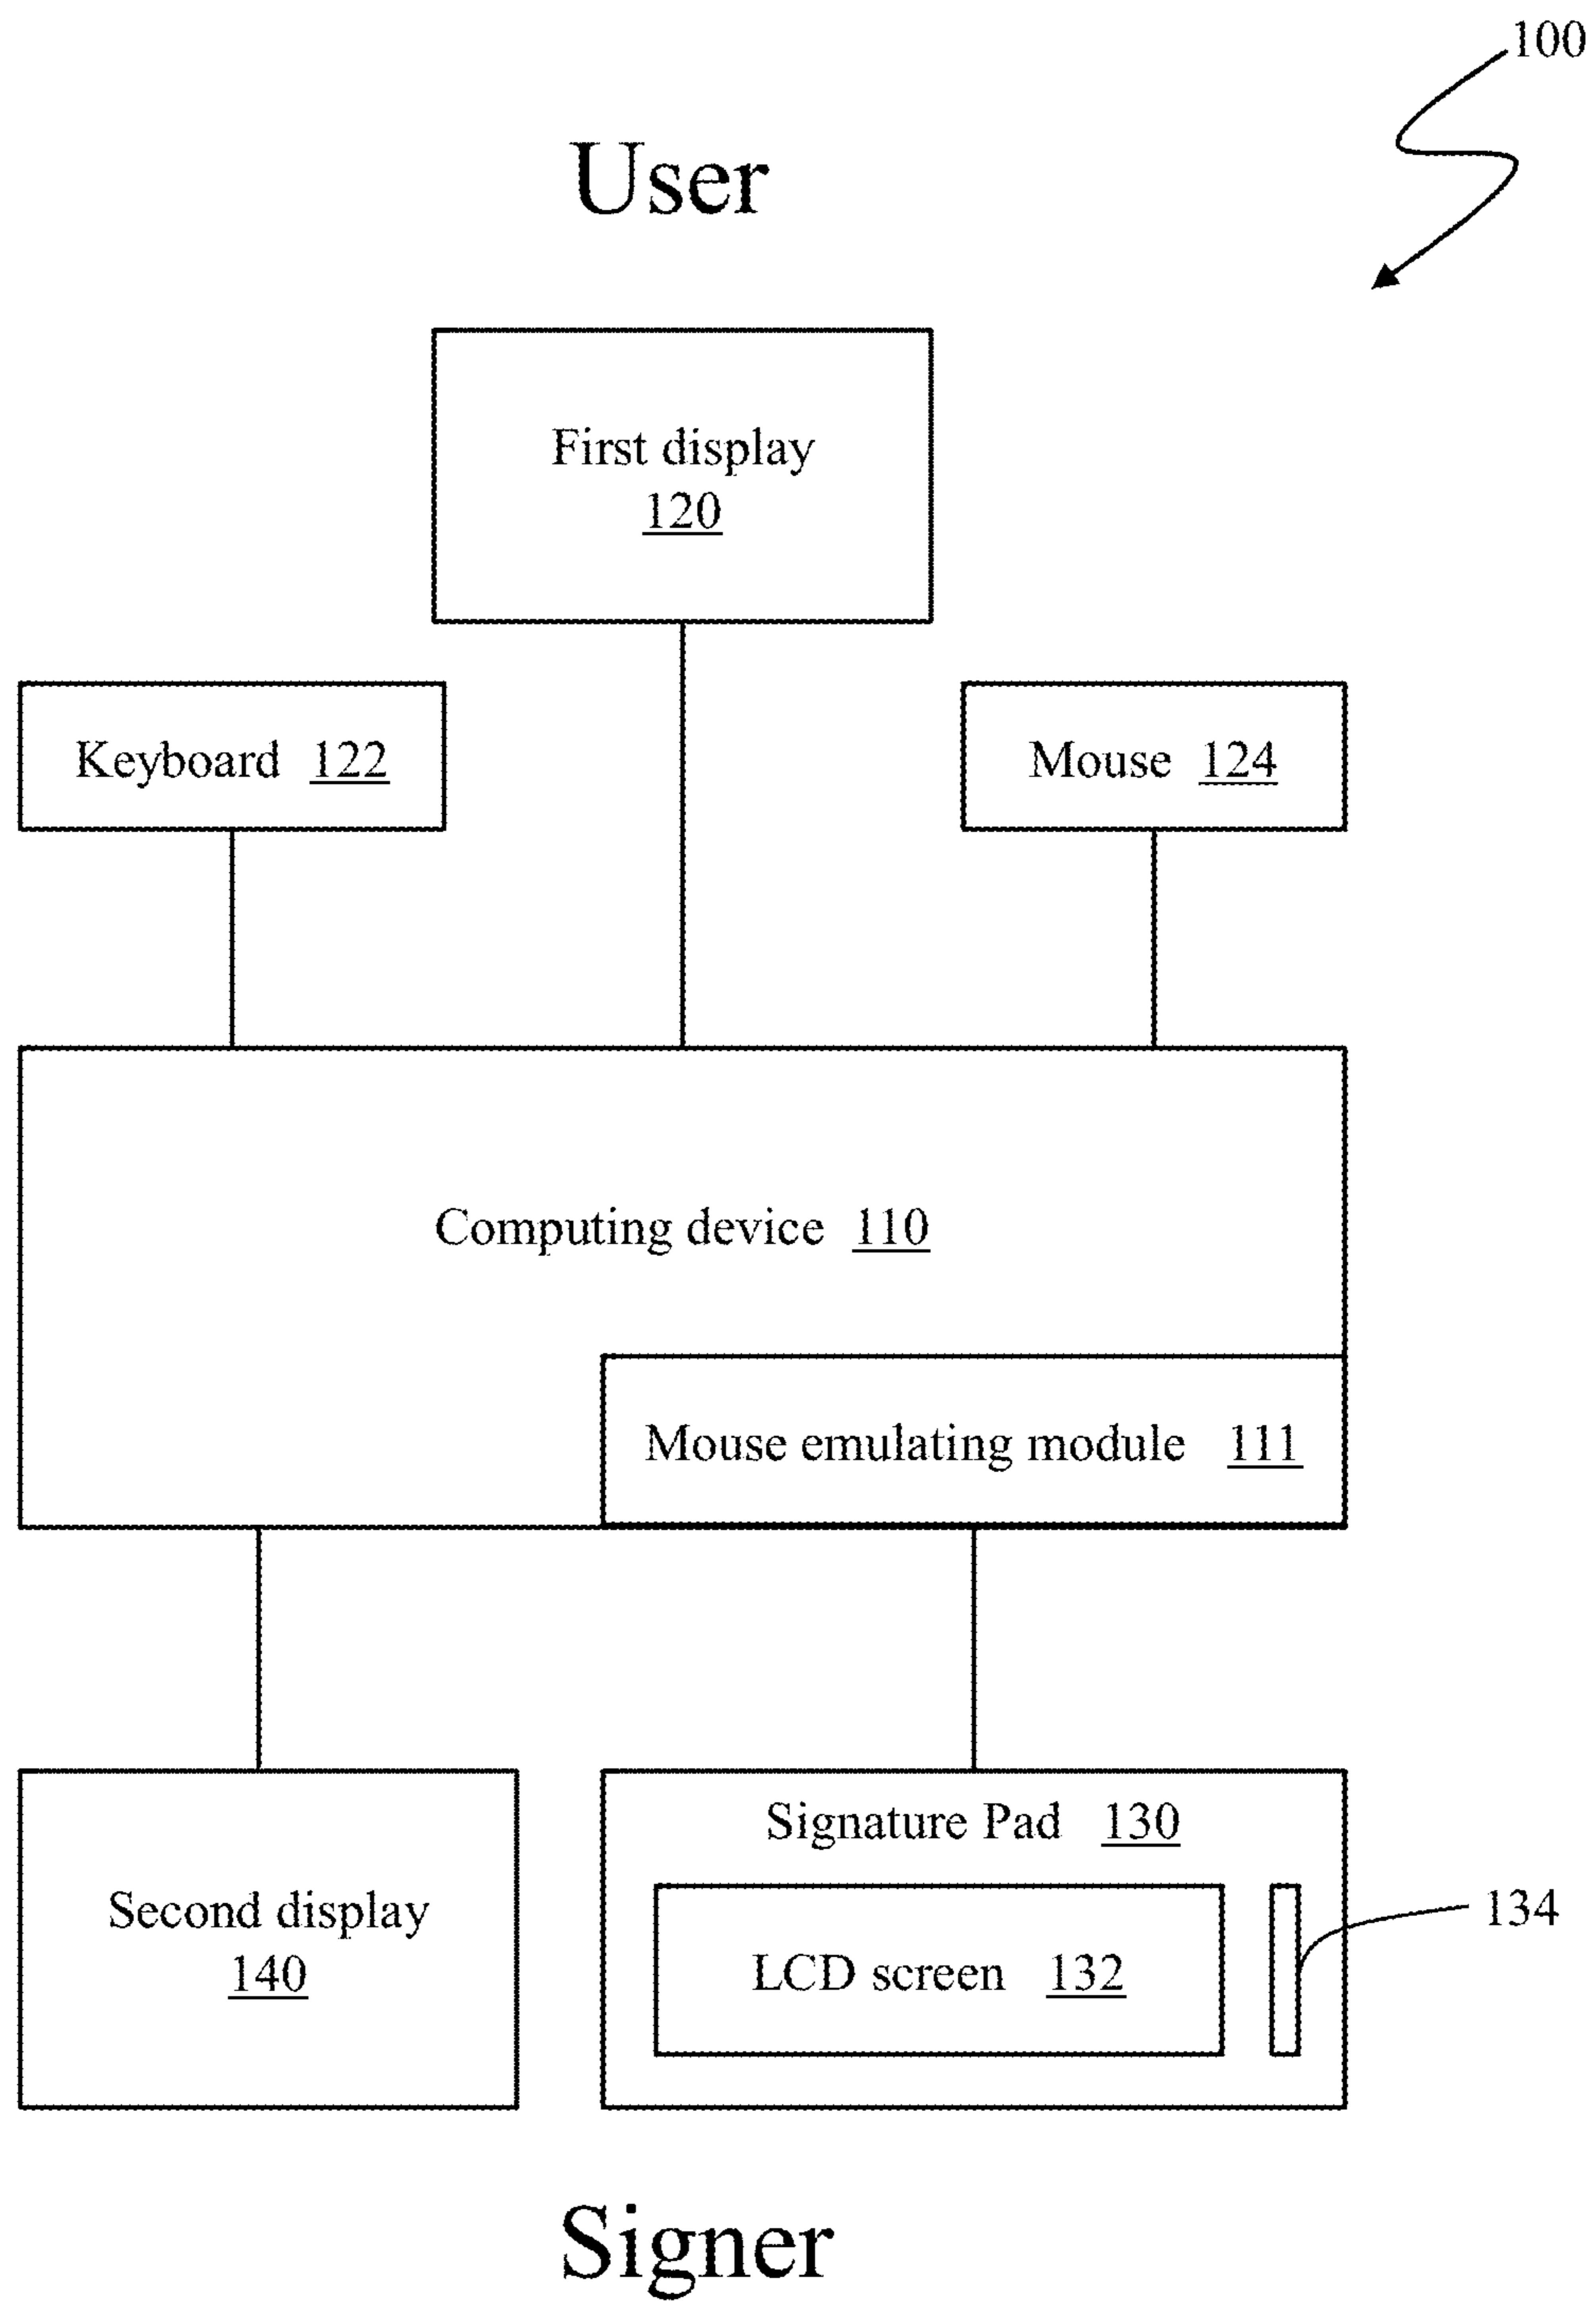 100
User
First display
120
Keyboard 122
Mouse 124
Computing device 110
Mouse emulating module 111
Signature Pad 130
Second display
140
LCD screen 132
134
Signer